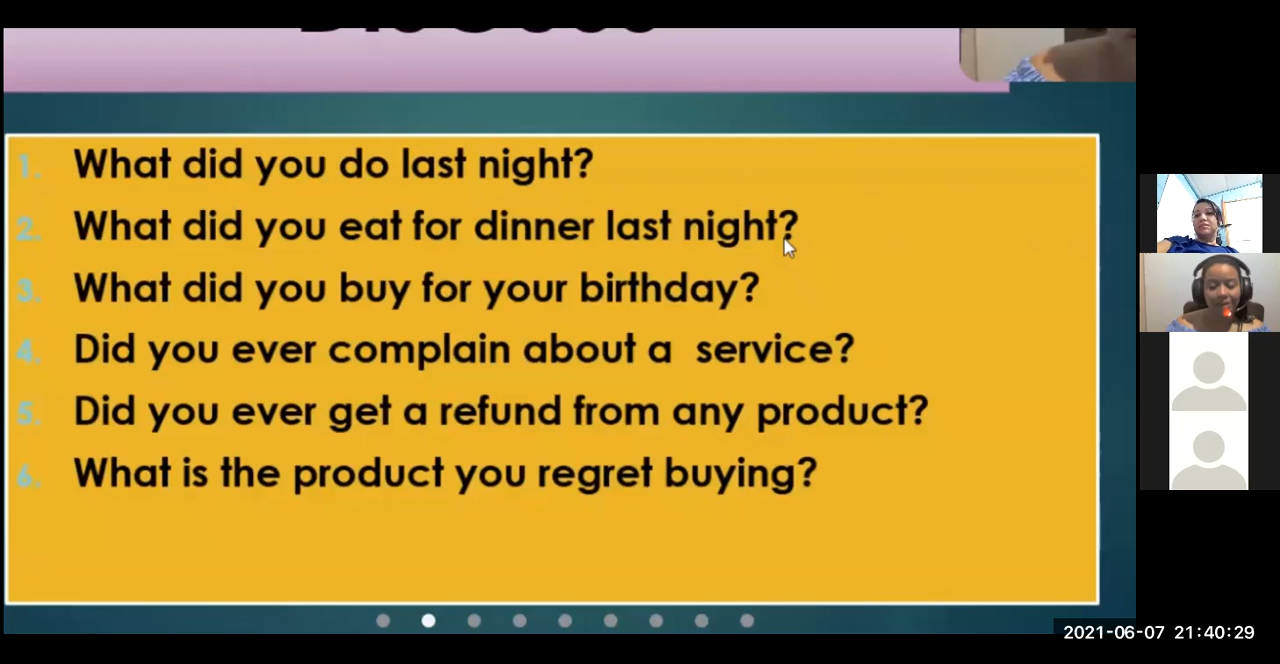 1. What did you do last night?
2. What did you eat for dinner last night?
3. What did you buy for your birthday?
4. Did you ever complain about a service?
5. Did you ever get a refund from any product?
6. What is the product you regret buying?
2021-06-07 21:40:29